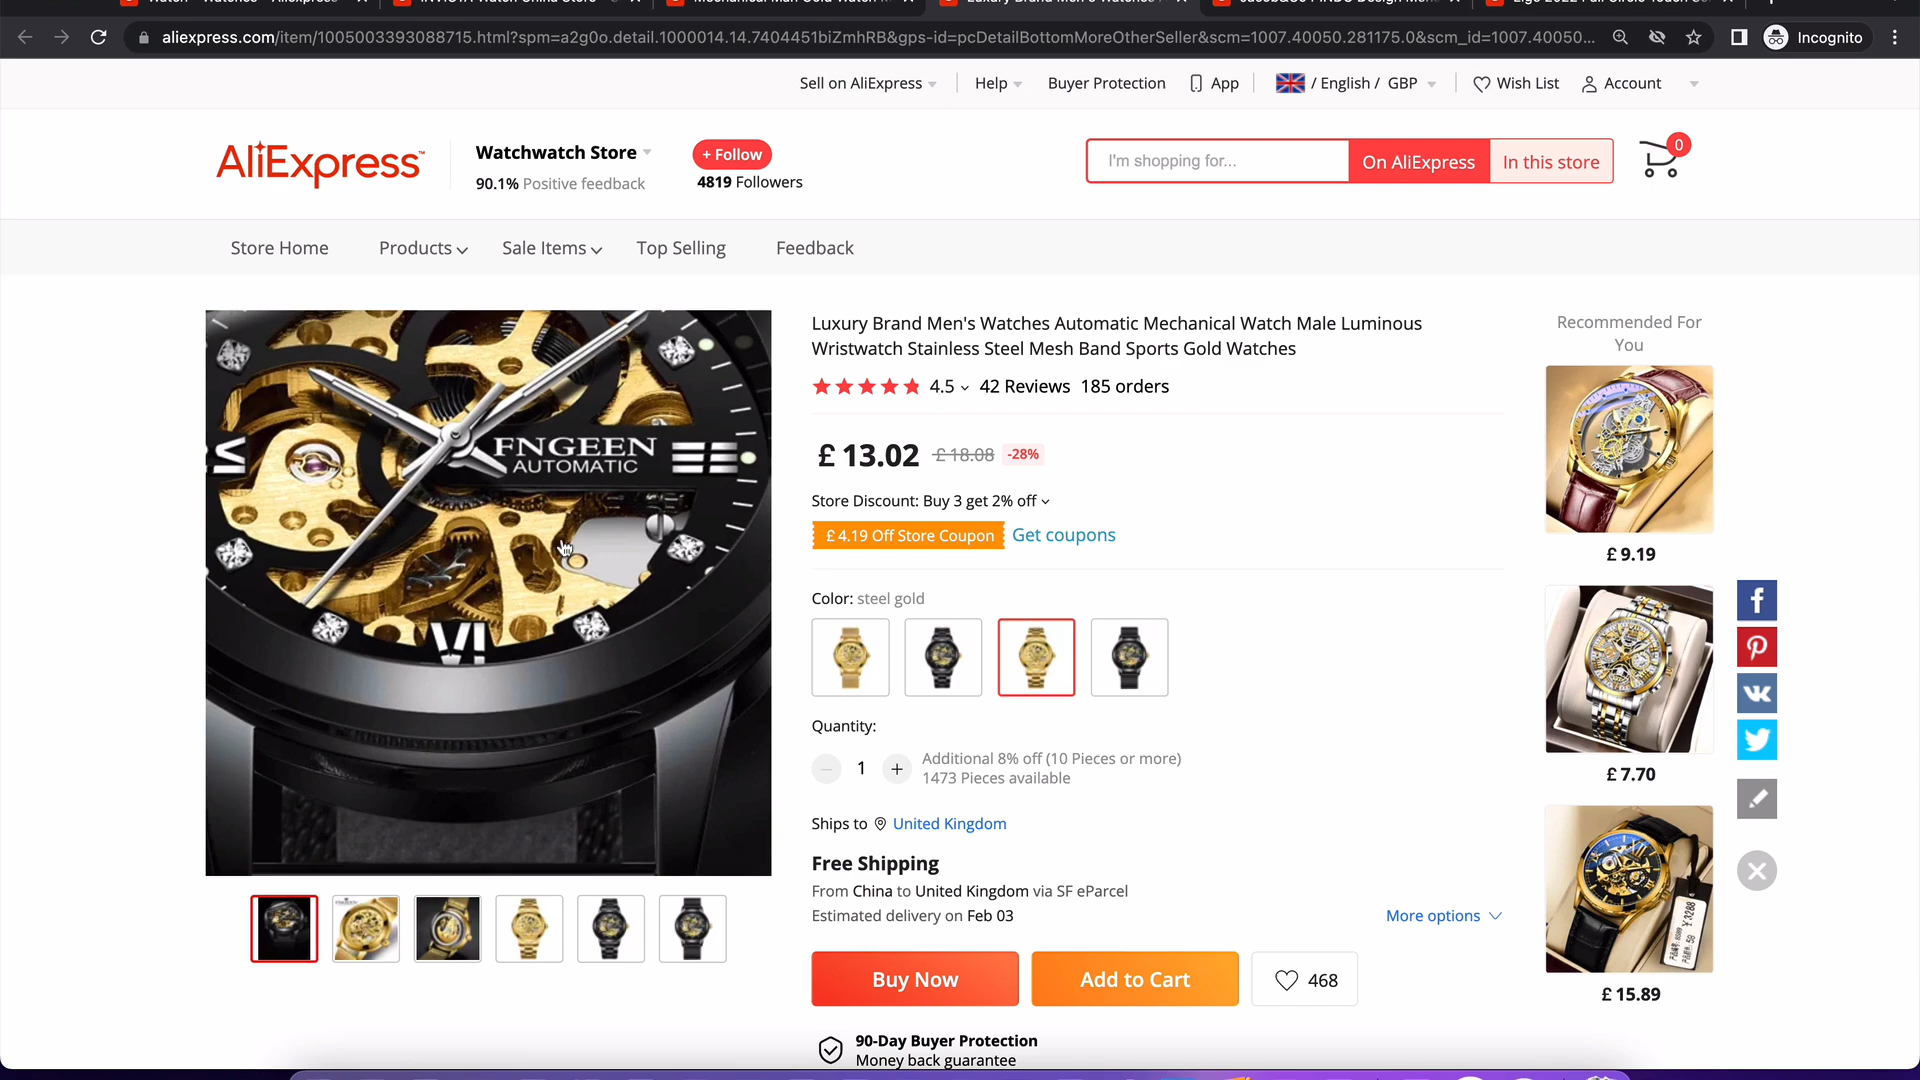 aliexpress.com/item/1005003393088715.html?spm=a2g0o.detail.1000014.14.7404451biZmhRB&gps-id=pcDetailBottomMoreOtherSeller&scm=1007.40050.281175.0&scm_id=1007.40050...
Incognito
Sell on AliExpress
Help
Buyer Protection
App
/ English / GBP
Wish List
Account
AliExpress™
Watchwatch Store
90.1% Positive feedback
+ Follow
4819 Followers
I'm shopping for...
On AliExpress
In this store
0
Store Home
Products
Sale Items
Top Selling
Feedback
FNGEEN
AUTOMATIC
VI
Luxury Brand Men's Watches Automatic Mechanical Watch Male Luminous
Wristwatch Stainless Steel Mesh Band Sports Gold Watches
4.5
42 Reviews
185 orders
£ 13.02
£ 18.08
-28%
Store Discount: Buy 3 get 2% off
£ 4.19 Off Store Coupon
Get coupons
Color: steel gold
Quantity:
1
Additional 8% off (10 Pieces or more)
1473 Pieces available
Ships to
United Kingdom
Free Shipping
From China to United Kingdom via SF eParcel
Estimated delivery on Feb 03
More options
Buy Now
Add to Cart
468
90-Day Buyer Protection
Money back guarantee
Recommended For
You
£ 9.19
£ 7.70
¥3288
£ 15.89